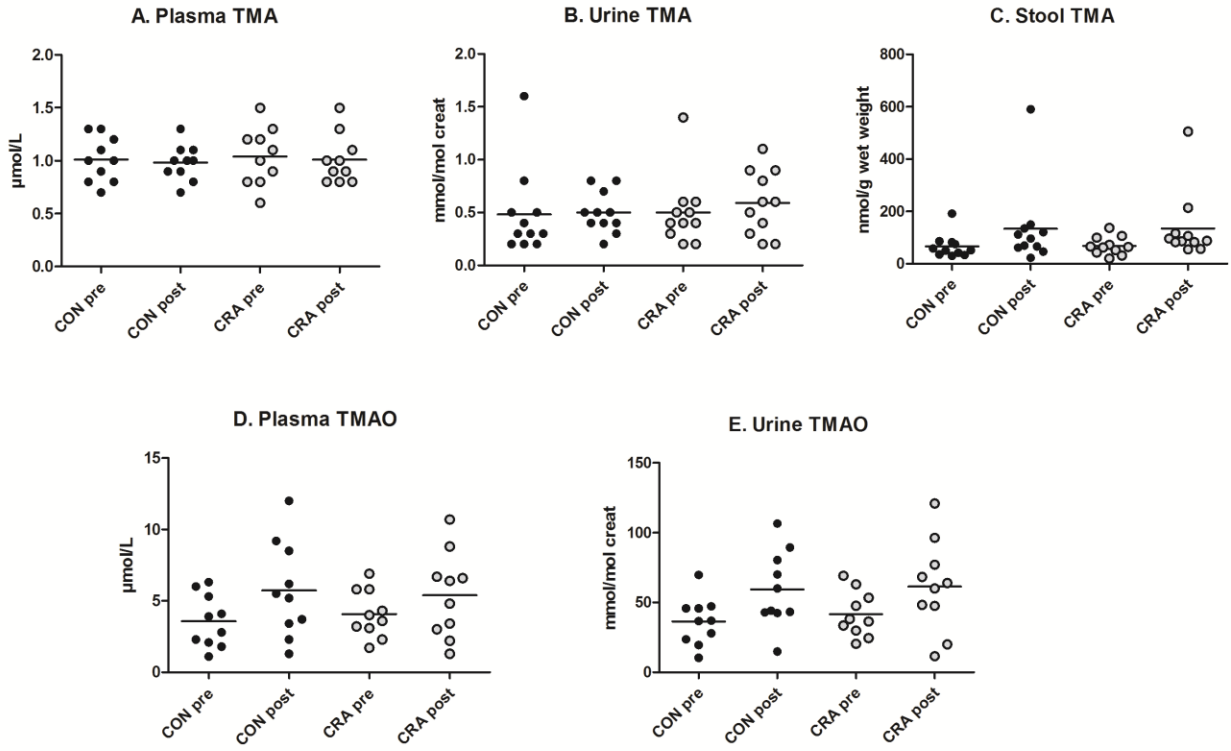 A. Plasma TMA
B. Urine TMA
C. Stool TMA
µmol/L
2.0
1.5
1.0
0.5
0.0
CON pre
CON post
CRA pre
CRA post
mmol/mol creat
2.0
1.5
1.0
0.5
0.0
CON pre
CON post
CRA pre
CRA post
nmol/g wet weight
800
600
400
200
0
CON pre
CON post
CRA pre
CRA post
D. Plasma TMAO
E. Urine TMAO
µmol/L
15
10
5
0
CON pre
CON post
CRA pre
CRA post
mmol/mol creat
150
100
50
0
CON pre
CON post
CRA pre
CRA post